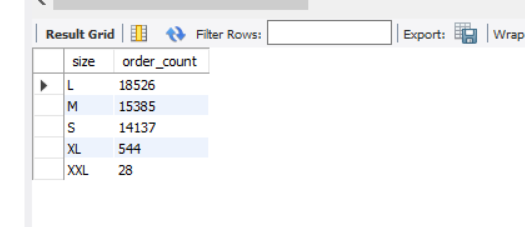 Result Grid Filter Rows: Export: Wrap
size order_count
L 18526
M 15385
S 14137
XL 544
XXL 28